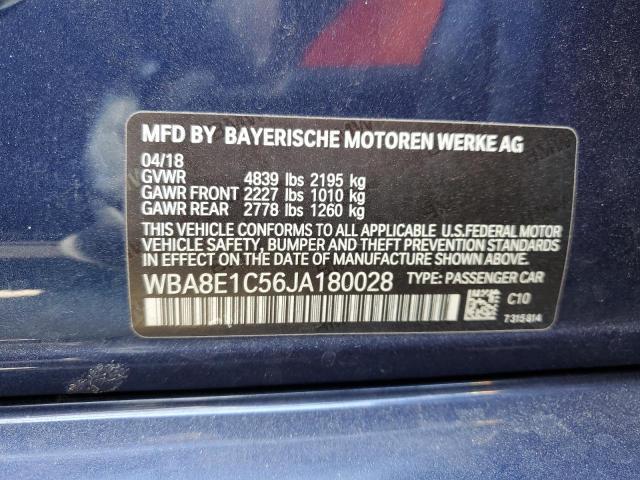 MFD BY BAYERISCHE MOTOREN WERKE AG
04/18
GVWR 4839 lbs 2195 kg
GAWR FRONT 2227 lbs 1010 kg
GAWR REAR 2778 lbs 1260 kg
THIS VEHICLE CONFORMS TO ALL APPLICABLE U.S.FEDERAL MOTOR
VEHICLE SAFETY, BUMPER AND THEFT PREVENTION STANDARDS
IN EFFECT ON THE DATE OF MANUFACTURE SHOWN ABOVE.
WBA8E1C56JA180028 TYPE: PASSENGER CAR
C10
7315814